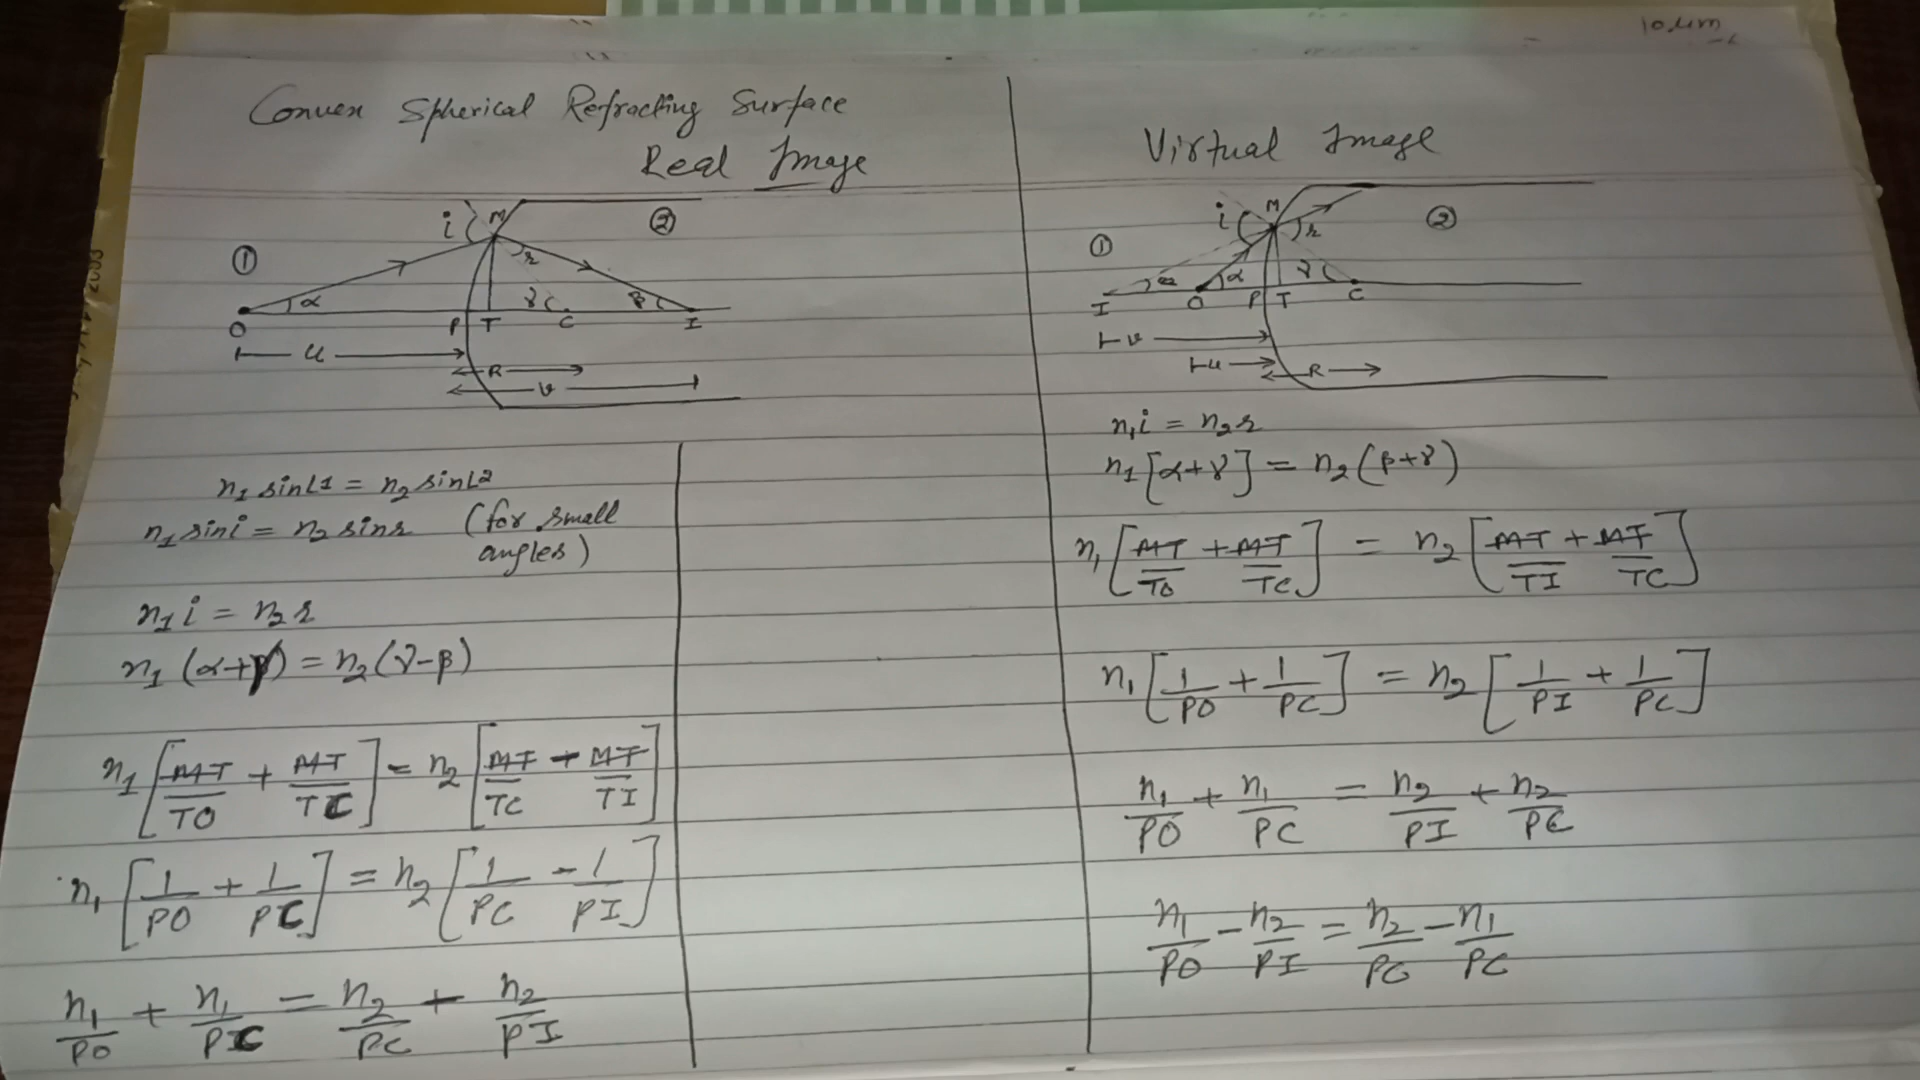 10 μm
Convex Spherical Refracting Surface
Real Image
i M ②
① r
α γ β
O P T C I
u
R
v
n₁ sin∠1 = n₂ sin∠2
n₁ sini = n₂ sinr (for small
angles)
n₁ i = n₂ r
n₁ (α+γ) = n₂ (γ-β)
n₁ [MT/TO + MT/TC] = n₂ [MT/TC - MT/TI]
n₁ [1/PO + 1/PC] = n₂ [1/PC - 1/PI]
n₁/PO + n₁/PC = n₂/PC + n₂/PI
Virtual Image
i M ②
① r
α γ
I O P T C
v
u R
n₁i = n₂r
n₁ [α+γ] = n₂ (β+γ)
n₁ [MT/TO + MT/TC] = n₂ [MT/TI + MT/TC]
n₁ [1/PO + 1/PC] = n₂ [1/PI + 1/PC]
n₁/PO + n₁/PC = n₂/PI + n₂/PC
n₁/PO - n₂/PI = n₂/PC - n₁/PC